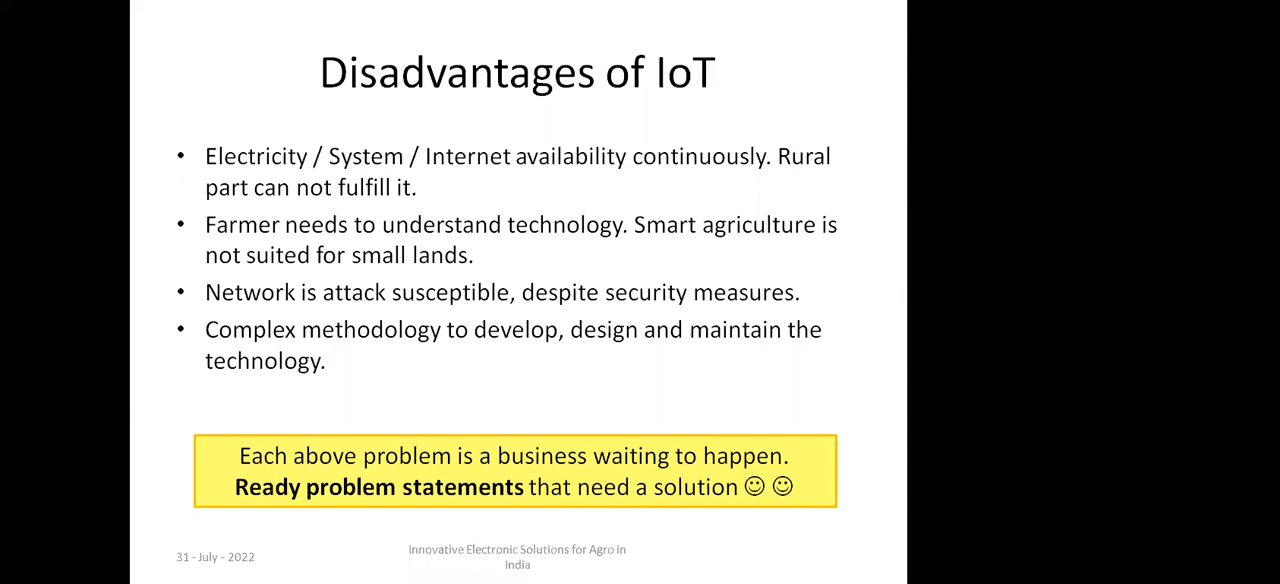 Disadvantages of IoT
• Electricity / System / Internet availability continuously. Rural
part can not fulfill it.
• Farmer needs to understand technology. Smart agriculture is
not suited for small lands.
• Network is attack susceptible, despite security measures.
• Complex methodology to develop, design and maintain the
technology.
Each above problem is a business waiting to happen.
Ready problem statements that need a solution ☺ ☺
31 - July - 2022
Innovative Electronic Solutions for Agro in
India